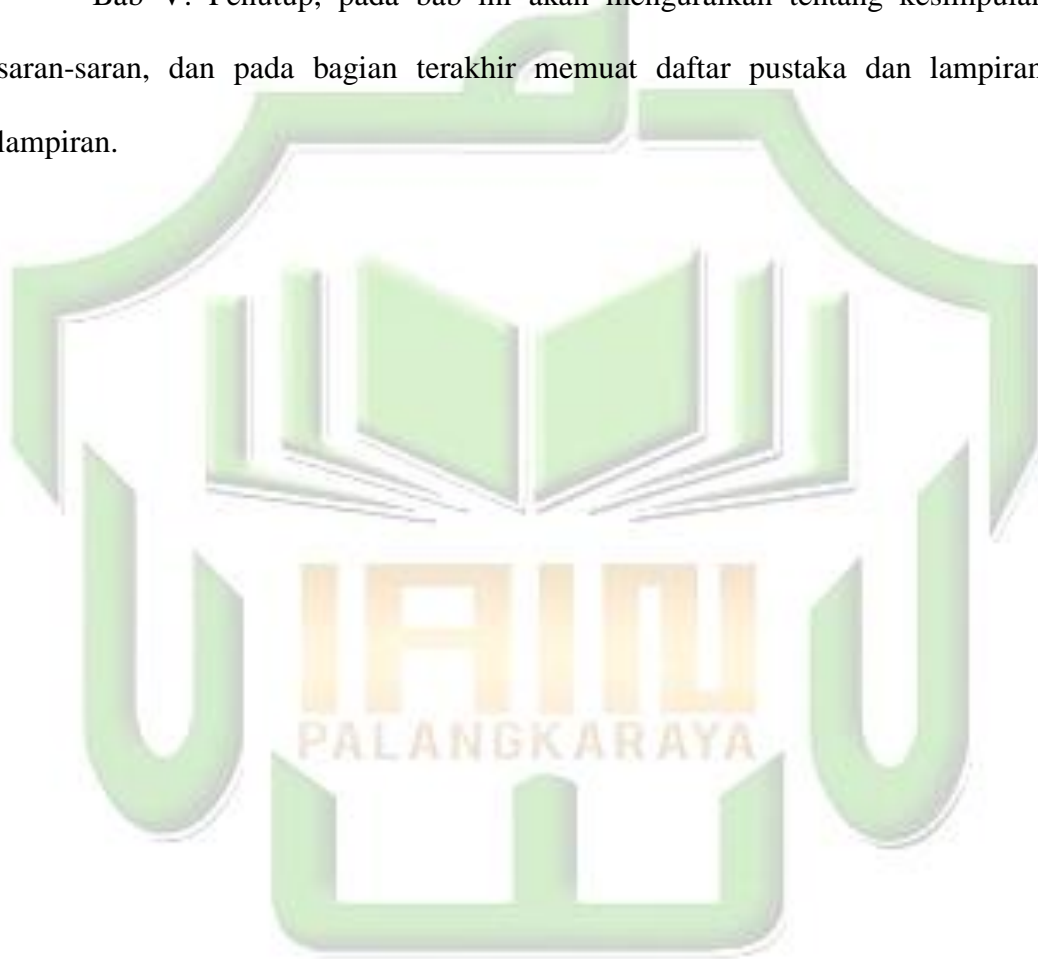 Bab V: Penutup, pada bab ini akan menguraikan tentang kesimpulan
saran-saran, dan pada bagian terakhir memuat daftar pustaka dan lampiran
lampiran.
IAIN
PALANGKARAYA